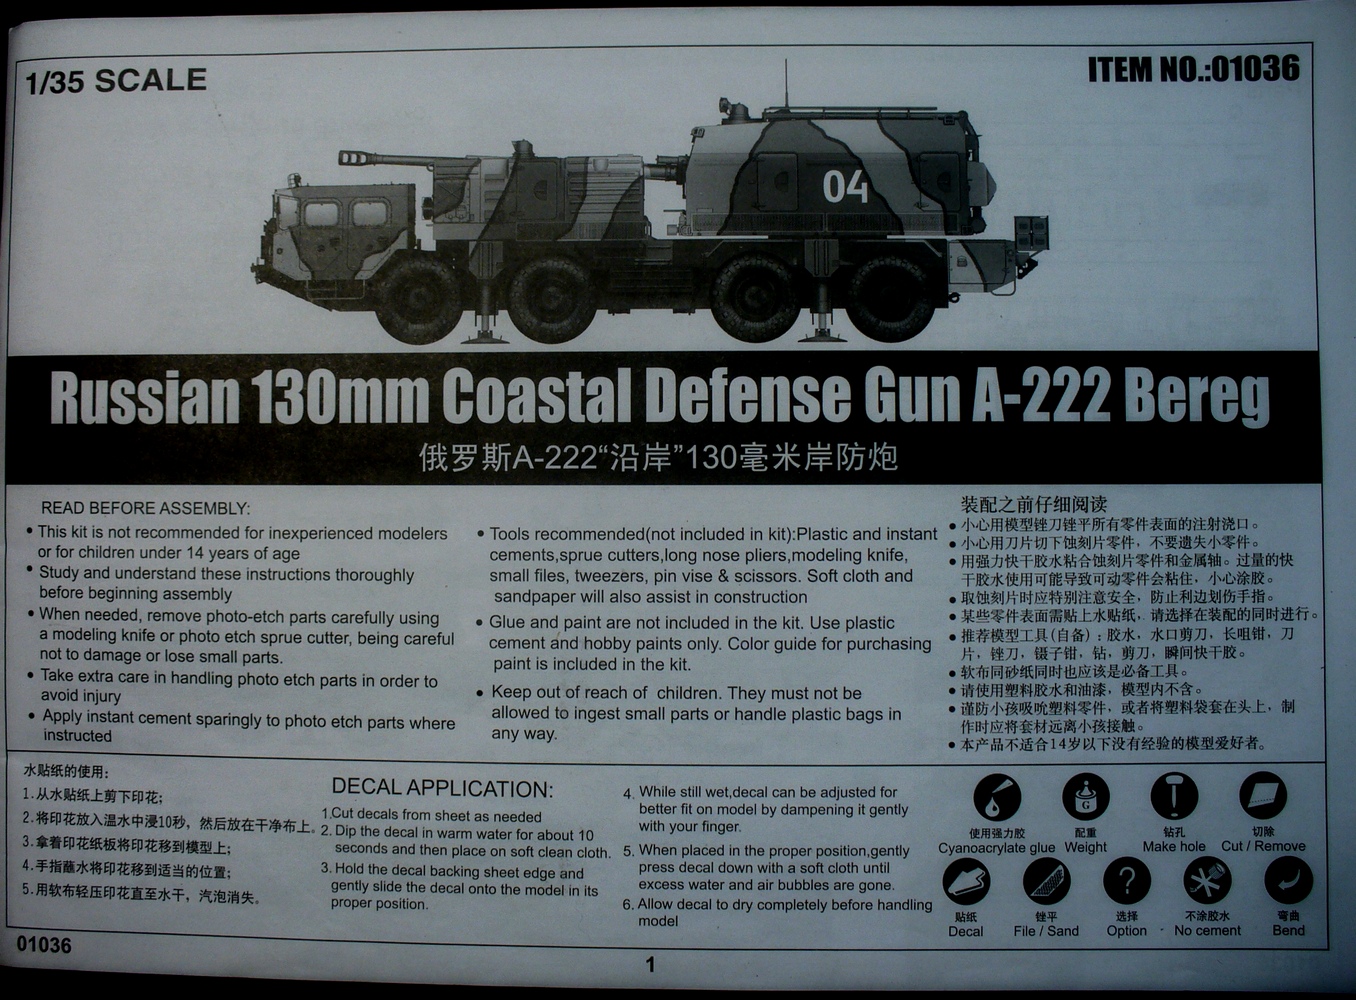 1/35 SCALE
ITEM NO.:01036
04
Russian 130mm Coastal Defense Gun A-222 Bereg
俄罗斯A-222“沿岸”130毫米岸防炮
READ BEFORE ASSEMBLY:
• This kit is not recommended for inexperienced modelers
or for children under 14 years of age
• Study and understand these instructions thoroughly
before beginning assembly
• When needed, remove photo-etch parts carefully using
a modeling knife or photo etch sprue cutter, being careful
not to damage or lose small parts.
• Take extra care in handling photo etch parts in order to
avoid injury
• Apply instant cement sparingly to photo etch parts where
instructed
• Tools recommended(not included in kit):Plastic and instant
cements,sprue cutters,long nose pliers,modeling knife,
small files, tweezers, pin vise & scissors. Soft cloth and
sandpaper will also assist in construction
• Glue and paint are not included in the kit. Use plastic
cement and hobby paints only. Color guide for purchasing
paint is included in the kit.
• Keep out of reach of children. They must not be
allowed to ingest small parts or handle plastic bags in
any way.
装配之前仔细阅读
• 小心用模型锉刀锉平所有零件表面的注射浇口。
• 小心用刀片切下蚀刻片零件，不要遗失小零件。
• 用强力快干胶水粘合蚀刻片零件和金属轴。过量的快
干胶水使用可能导致可动零件会粘住，小心涂胶。
• 取蚀刻片时应特别注意安全，防止利边划伤手指。
• 某些零件表面需贴上水贴纸，请选择在装配的同时进行。
• 推荐模型工具(自备)：胶水，水口剪刀，长咀钳，刀
片，锉刀，镊子钳，钻，剪刀，瞬间快干胶。
• 软布同砂纸同时也应该是必备工具。
• 请使用塑料胶水和油漆，模型内不含。
• 谨防小孩吸吮塑料零件，或者将塑料袋套在头上，制
作时应将套材远离小孩接触。
• 本产品不适合14岁以下没有经验的模型爱好者。
水贴纸的使用:
1.从水贴纸上剪下印花；
2.将印花放入温水中浸10秒，然后放在干净布上。
3.拿着印花纸板将印花移到模型上；
4.手指蘸水将印花移到适当的位置；
5.用软布轻压印花直至水干，汽泡消失。
DECAL APPLICATION:
1.Cut decals from sheet as needed
2. Dip the decal in warm water for about 10
seconds and then place on soft clean cloth.
3. Hold the decal backing sheet edge and
gently slide the decal onto the model in its
proper position.
4. While still wet,decal can be adjusted for
better fit on model by dampening it gently
with your finger.
5. When placed in the proper position,gently
press decal down with a soft cloth until
excess water and air bubbles are gone.
6. Allow decal to dry completely before handling
model
G
使用强力胶 配重 钻孔 切除
Cyanoacrylate glue Weight Make hole Cut / Remove
?
贴纸 锉平 选择 不涂胶水 弯曲
Decal File / Sand Option No cement Bend
01036
1